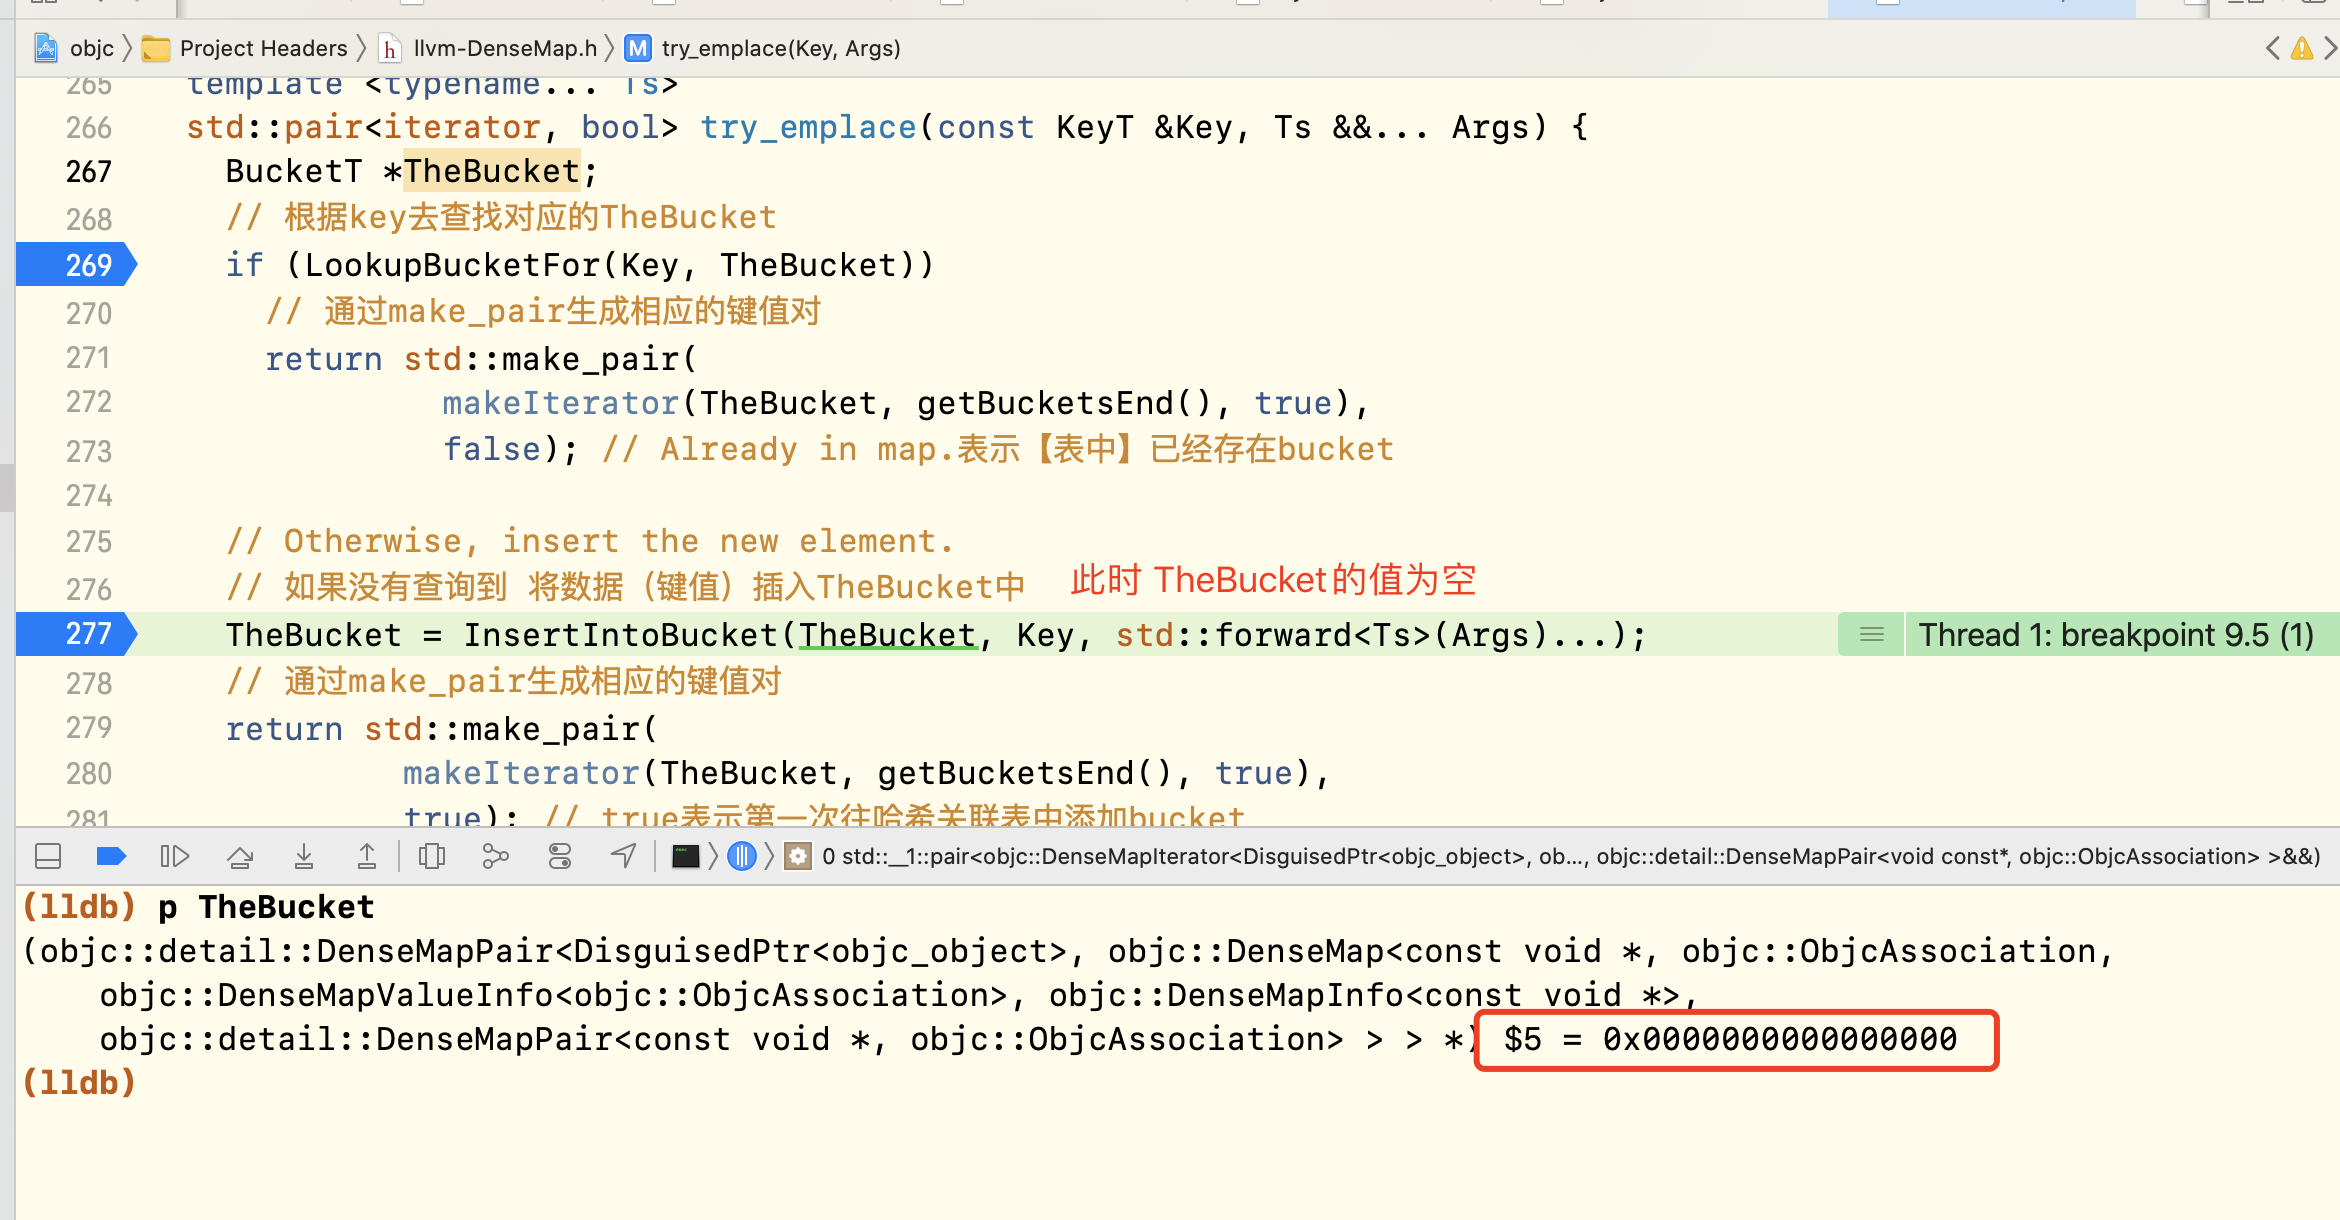 objc Project Headers llvm-DenseMap.h M try_emplace(Key, Args)
265 template <typename... Ts>
266 std::pair<iterator, bool> try_emplace(const KeyT &Key, Ts &&... Args) {
267 BucketT *TheBucket;
268 // 根据key去查找对应的TheBucket
269 if (LookupBucketFor(Key, TheBucket))
270 // 通过make_pair生成相应的键值对
271 return std::make_pair(
272 makeIterator(TheBucket, getBucketsEnd(), true),
273 false); // Already in map.表示【表中】已经存在bucket
274
275 // Otherwise, insert the new element.
276 // 如果没有查询到 将数据（键值）插入TheBucket中 此时 TheBucket的值为空
277 TheBucket = InsertIntoBucket(TheBucket, Key, std::forward<Ts>(Args)...); Thread 1: breakpoint 9.5 (1)
278 // 通过make_pair生成相应的键值对
279 return std::make_pair(
280 makeIterator(TheBucket, getBucketsEnd(), true),
281 true); // true表示第一次往哈希关联表中添加bucket
0 std::__1::pair<objc::DenseMapIterator<DisguisedPtr<objc_object>, ob..., objc::detail::DenseMapPair<void const*, objc::ObjcAssociation> >&&)
(lldb) p TheBucket
(objc::detail::DenseMapPair<DisguisedPtr<objc_object>, objc::DenseMap<const void *, objc::ObjcAssociation,
objc::DenseMapValueInfo<objc::ObjcAssociation>, objc::DenseMapInfo<const void *>,
objc::detail::DenseMapPair<const void *, objc::ObjcAssociation> > > *) $5 = 0x0000000000000000
(lldb)